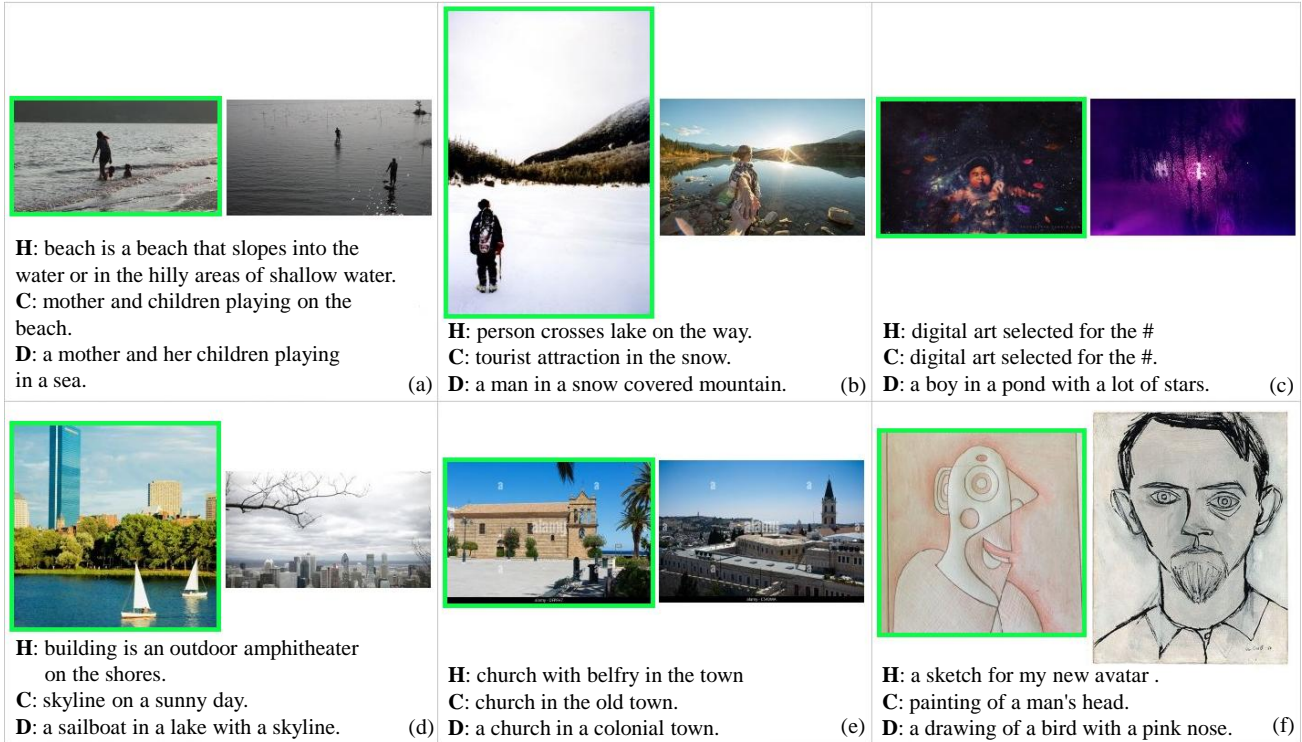 H: beach is a beach that slopes into the
water or in the hilly areas of shallow water.
C: mother and children playing on the
beach.
D: a mother and her children playing
in a sea.
(a)
H: person crosses lake on the way.
C: tourist attraction in the snow.
D: a man in a snow covered mountain.
(b)
H: digital art selected for the #
C: digital art selected for the #.
D: a boy in a pond with a lot of stars.
(c)
H: building is an outdoor amphitheater
on the shores.
C: skyline on a sunny day.
D: a sailboat in a lake with a skyline.
(d)
a a
alamy
a
alamy
H: church with belfry in the town
C: church in the old town.
D: a church in a colonial town.
(e)
H: a sketch for my new avatar .
C: painting of a man's head.
D: a drawing of a bird with a pink nose.
(f)